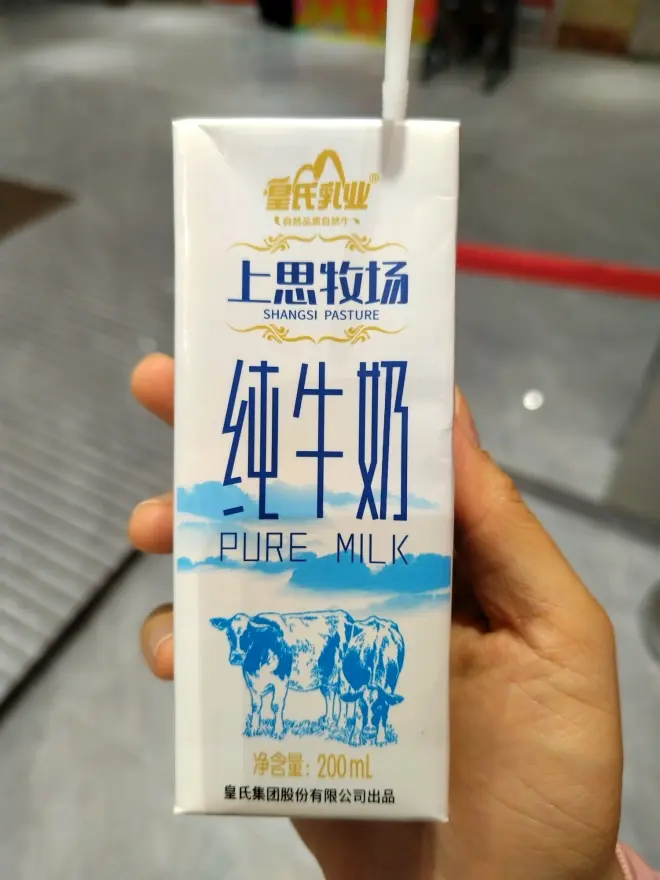 皇氏乳业®
自然品质自然牛
上思牧场
SHANGSI PASTURE
纯牛奶
PURE MILK
净含量：200mL
皇氏集团股份有限公司出品